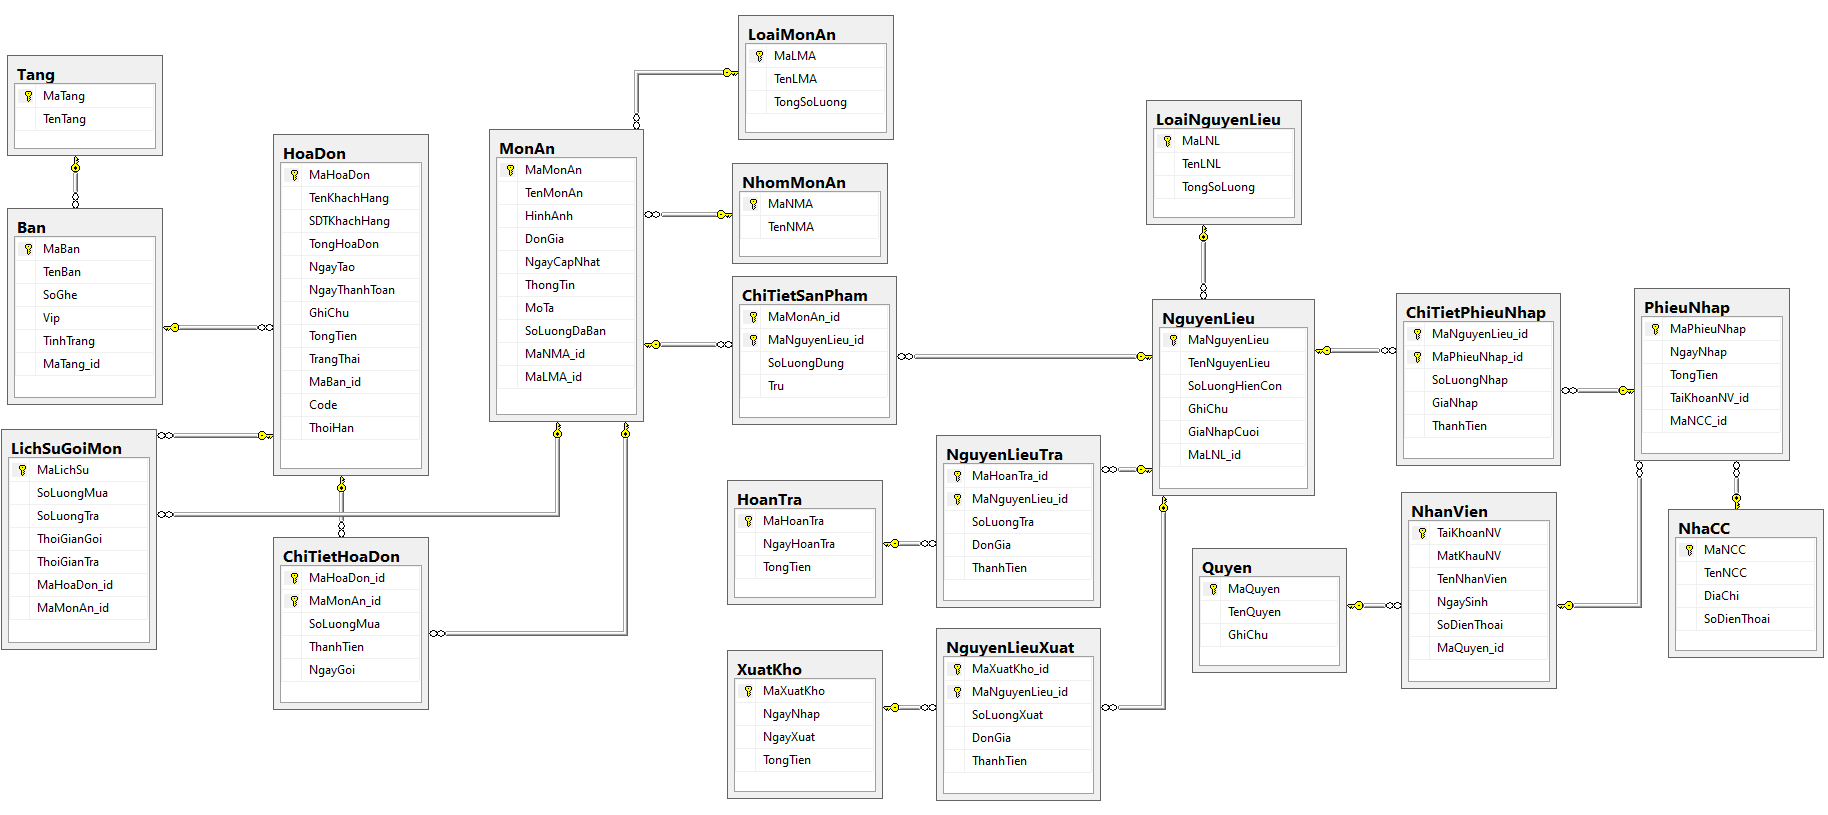 Tang
MaTang
TenTang
Ban
MaBan
TenBan
SoGhe
Vip
TinhTrang
MaTang_id
LichSuGoiMon
MaLichSu
SoLuongMua
SoLuongTra
ThoiGianGoi
ThoiGianTra
MaHoaDon_id
MaMonAn_id
HoaDon
MaHoaDon
TenKhachHang
SDTKhachHang
TongHoaDon
NgayTao
NgayThanhToan
GhiChu
TongTien
TrangThai
MaBan_id
Code
ThoiHan
ChiTietHoaDon
MaHoaDon_id
MaMonAn_id
SoLuongMua
ThanhTien
NgayGoi
MonAn
MaMonAn
TenMonAn
HinhAnh
DonGia
NgayCapNhat
ThongTin
MoTa
SoLuongDaBan
MaNMA_id
MaLMA_id
LoaiMonAn
MaLMA
TenLMA
TongSoLuong
NhomMonAn
MaNMA
TenNMA
ChiTietSanPham
MaMonAn_id
MaNguyenLieu_id
SoLuongDung
Tru
HoanTra
MaHoanTra
NgayHoanTra
TongTien
XuatKho
MaXuatKho
NgayNhap
NgayXuat
TongTien
NguyenLieuTra
MaHoanTra_id
MaNguyenLieu_id
SoLuongTra
DonGia
ThanhTien
NguyenLieuXuat
MaXuatKho_id
MaNguyenLieu_id
SoLuongXuat
DonGia
ThanhTien
LoaiNguyenLieu
MaLNL
TenLNL
TongSoLuong
NguyenLieu
MaNguyenLieu
TenNguyenLieu
SoLuongHienCon
GhiChu
GiaNhapCuoi
MaLNL_id
Quyen
MaQuyen
TenQuyen
GhiChu
ChiTietPhieuNhap
MaNguyenLieu_id
MaPhieuNhap_id
SoLuongNhap
GiaNhap
ThanhTien
NhanVien
TaiKhoanNV
MatKhauNV
TenNhanVien
NgaySinh
SoDienThoai
MaQuyen_id
PhieuNhap
MaPhieuNhap
NgayNhap
TongTien
TaiKhoanNV_id
MaNCC_id
NhaCC
MaNCC
TenNCC
DiaChi
SoDienThoai